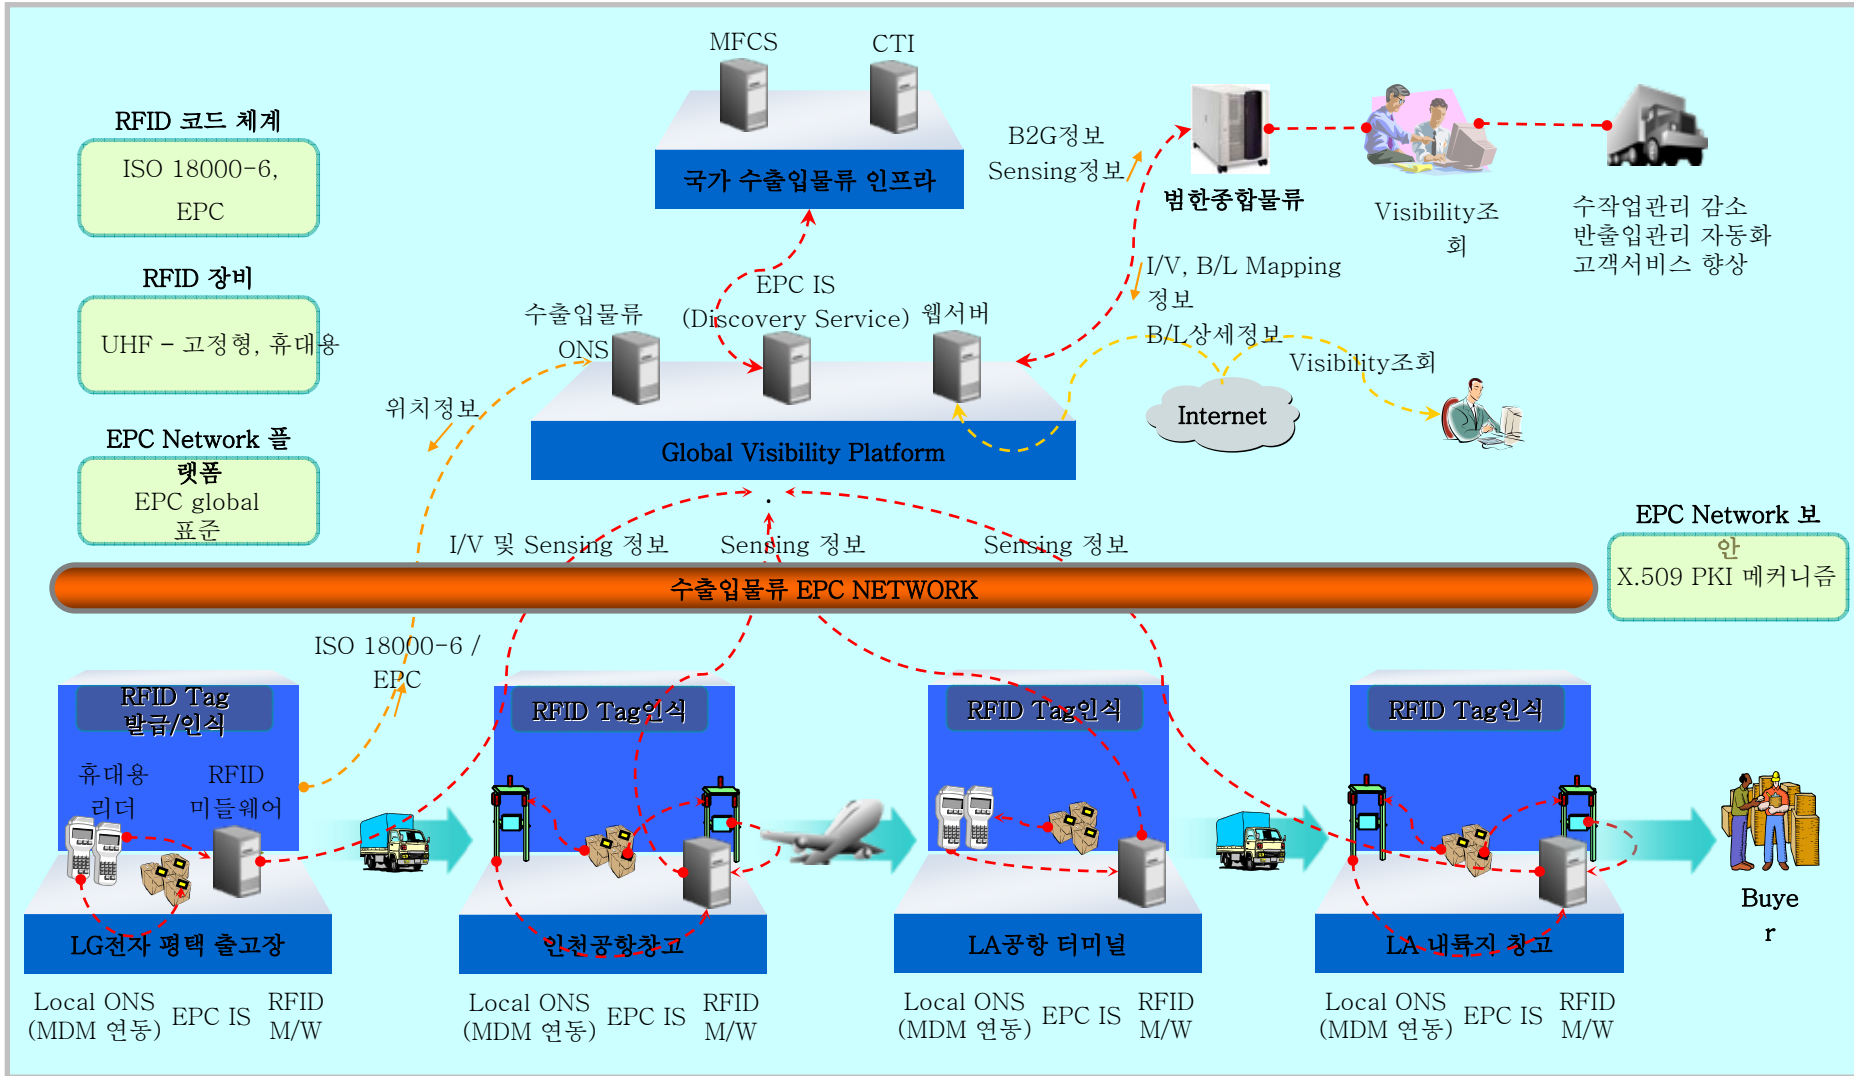 MFCS
CTI
국가 수출입물류 인프라
RFID 코드 체계
ISO 18000-6,
EPC
RFID 장비
UHF - 고정형, 휴대용
EPC Network 플
랫폼
EPC global
표준
B2G정보
Sensing정보
범한종합물류
Visibility조
회
수작업관리 감소
반출입관리 자동화
고객서비스 향상
I/V, B/L Mapping
정보
B/L상세정보
EPC IS
(Discovery Service)
수출입물류
ONS
웹서버
Visibility조회
Internet
위치정보
Global Visibility Platform
EPC Network 보
안
X.509 PKI 메커니즘
I/V 및 Sensing 정보
Sensing 정보
Sensing 정보
수출입물류 EPC NETWORK
ISO 18000-6 /
EPC
RFID Tag
발급/인식
휴대용
리더
RFID
미들웨어
LG전자 평택 출고장
Local ONS
(MDM 연동)
EPC IS
RFID
M/W
RFID Tag인식
인천공항창고
Local ONS
(MDM 연동)
EPC IS
RFID
M/W
RFID Tag인식
LA공항 터미널
Local ONS
(MDM 연동)
EPC IS
RFID
M/W
RFID Tag인식
LA 내륙지 창고
Local ONS
(MDM 연동)
EPC IS
RFID
M/W
Buye
r